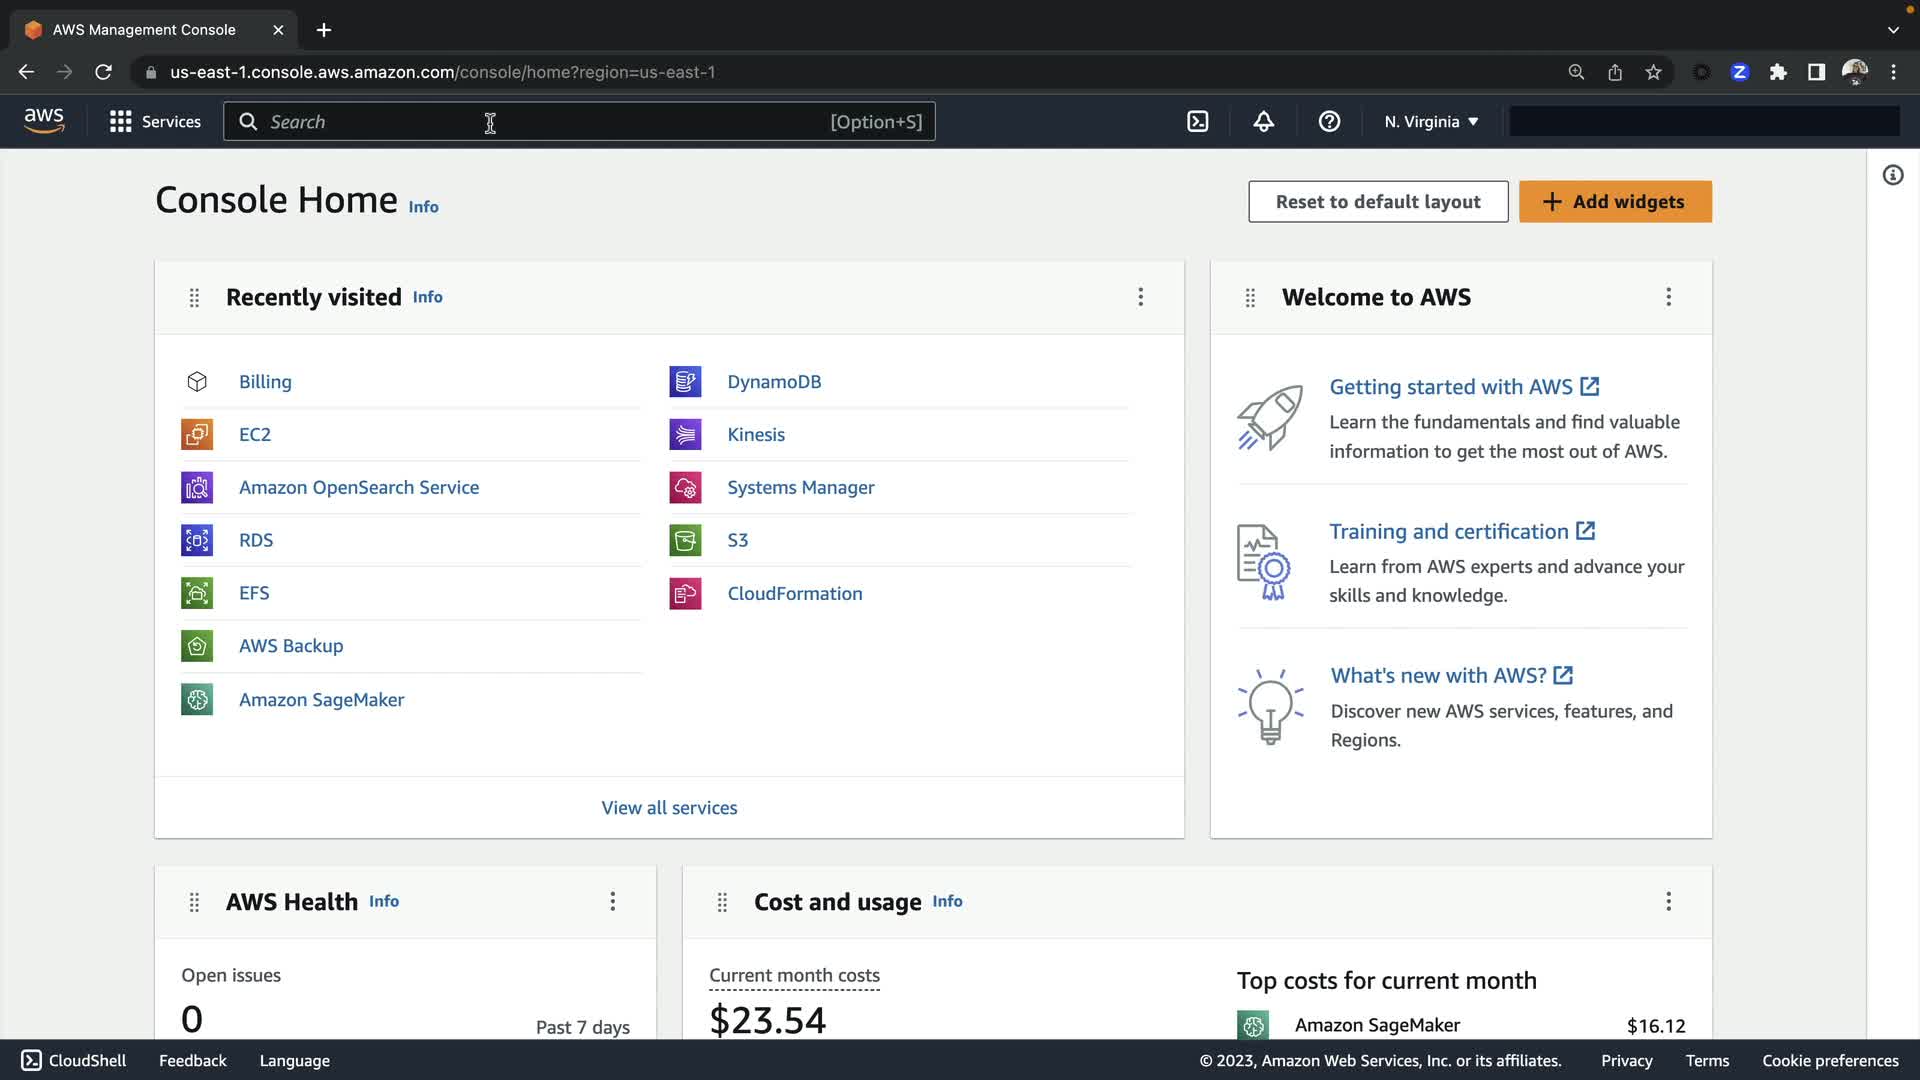 AWS Management Console
us-east-1.console.aws.amazon.com/console/home?region=us-east-1
Z
aws
Services
Search
[Option+S]
N. Virginia
Console Home Info
Reset to default layout
Add widgets
Recently visited Info
Billing
EC2
Amazon OpenSearch Service
RDS
EFS
AWS Backup
Amazon SageMaker
DynamoDB
Kinesis
Systems Manager
S3
CloudFormation
View all services
Welcome to AWS
Getting started with AWS
Learn the fundamentals and find valuable
information to get the most out of AWS.
Training and certification
Learn from AWS experts and advance your
skills and knowledge.
What's new with AWS?
Discover new AWS services, features, and
Regions.
AWS Health Info
Open issues
0
Past 7 days
Cost and usage Info
Current month costs
$23.54
Top costs for current month
Amazon SageMaker $16.12
CloudShell
Feedback
Language
© 2023, Amazon Web Services, Inc. or its affiliates.
Privacy
Terms
Cookie preferences